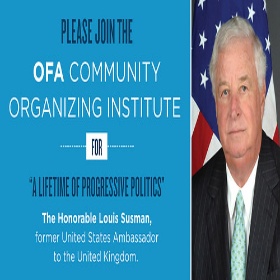 PLEASE JOIN THE
OFA COMMUNITY
ORGANIZING INSTITUTE
FOR
"A LIFETIME OF PROGRESSIVE POLITICS"
The Honorable Louis Susman,
former United States Ambassador
to the United Kingdom.